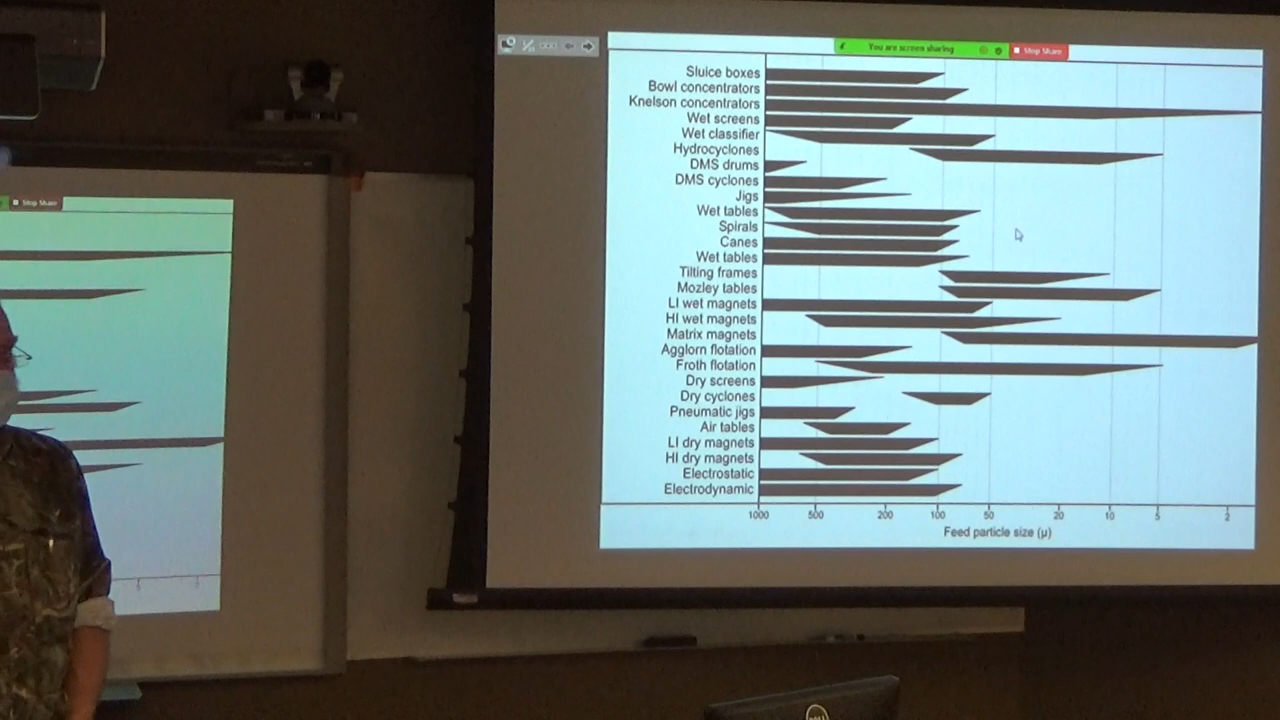 You are screen sharing
Stop Share
Sluice boxes
Bowl concentrators
Knelson concentrators
Wet screens
Wet classifier
Hydrocyclones
DMS drums
DMS cyclones
Jigs
Wet tables
Spirals
Canes
Wet tables
Tilting frames
Mozley tables
LI wet magnets
HI wet magnets
Matrix magnets
Agglorn flotation
Froth flotation
Dry screens
Dry cyclones
Pneumatic jigs
Air tables
LI dry magnets
HI dry magnets
Electrostatic
Electrodynamic
1000 500 200 100 50 20 10 5 2
Feed particle size (μ)
Stop Share
DELL